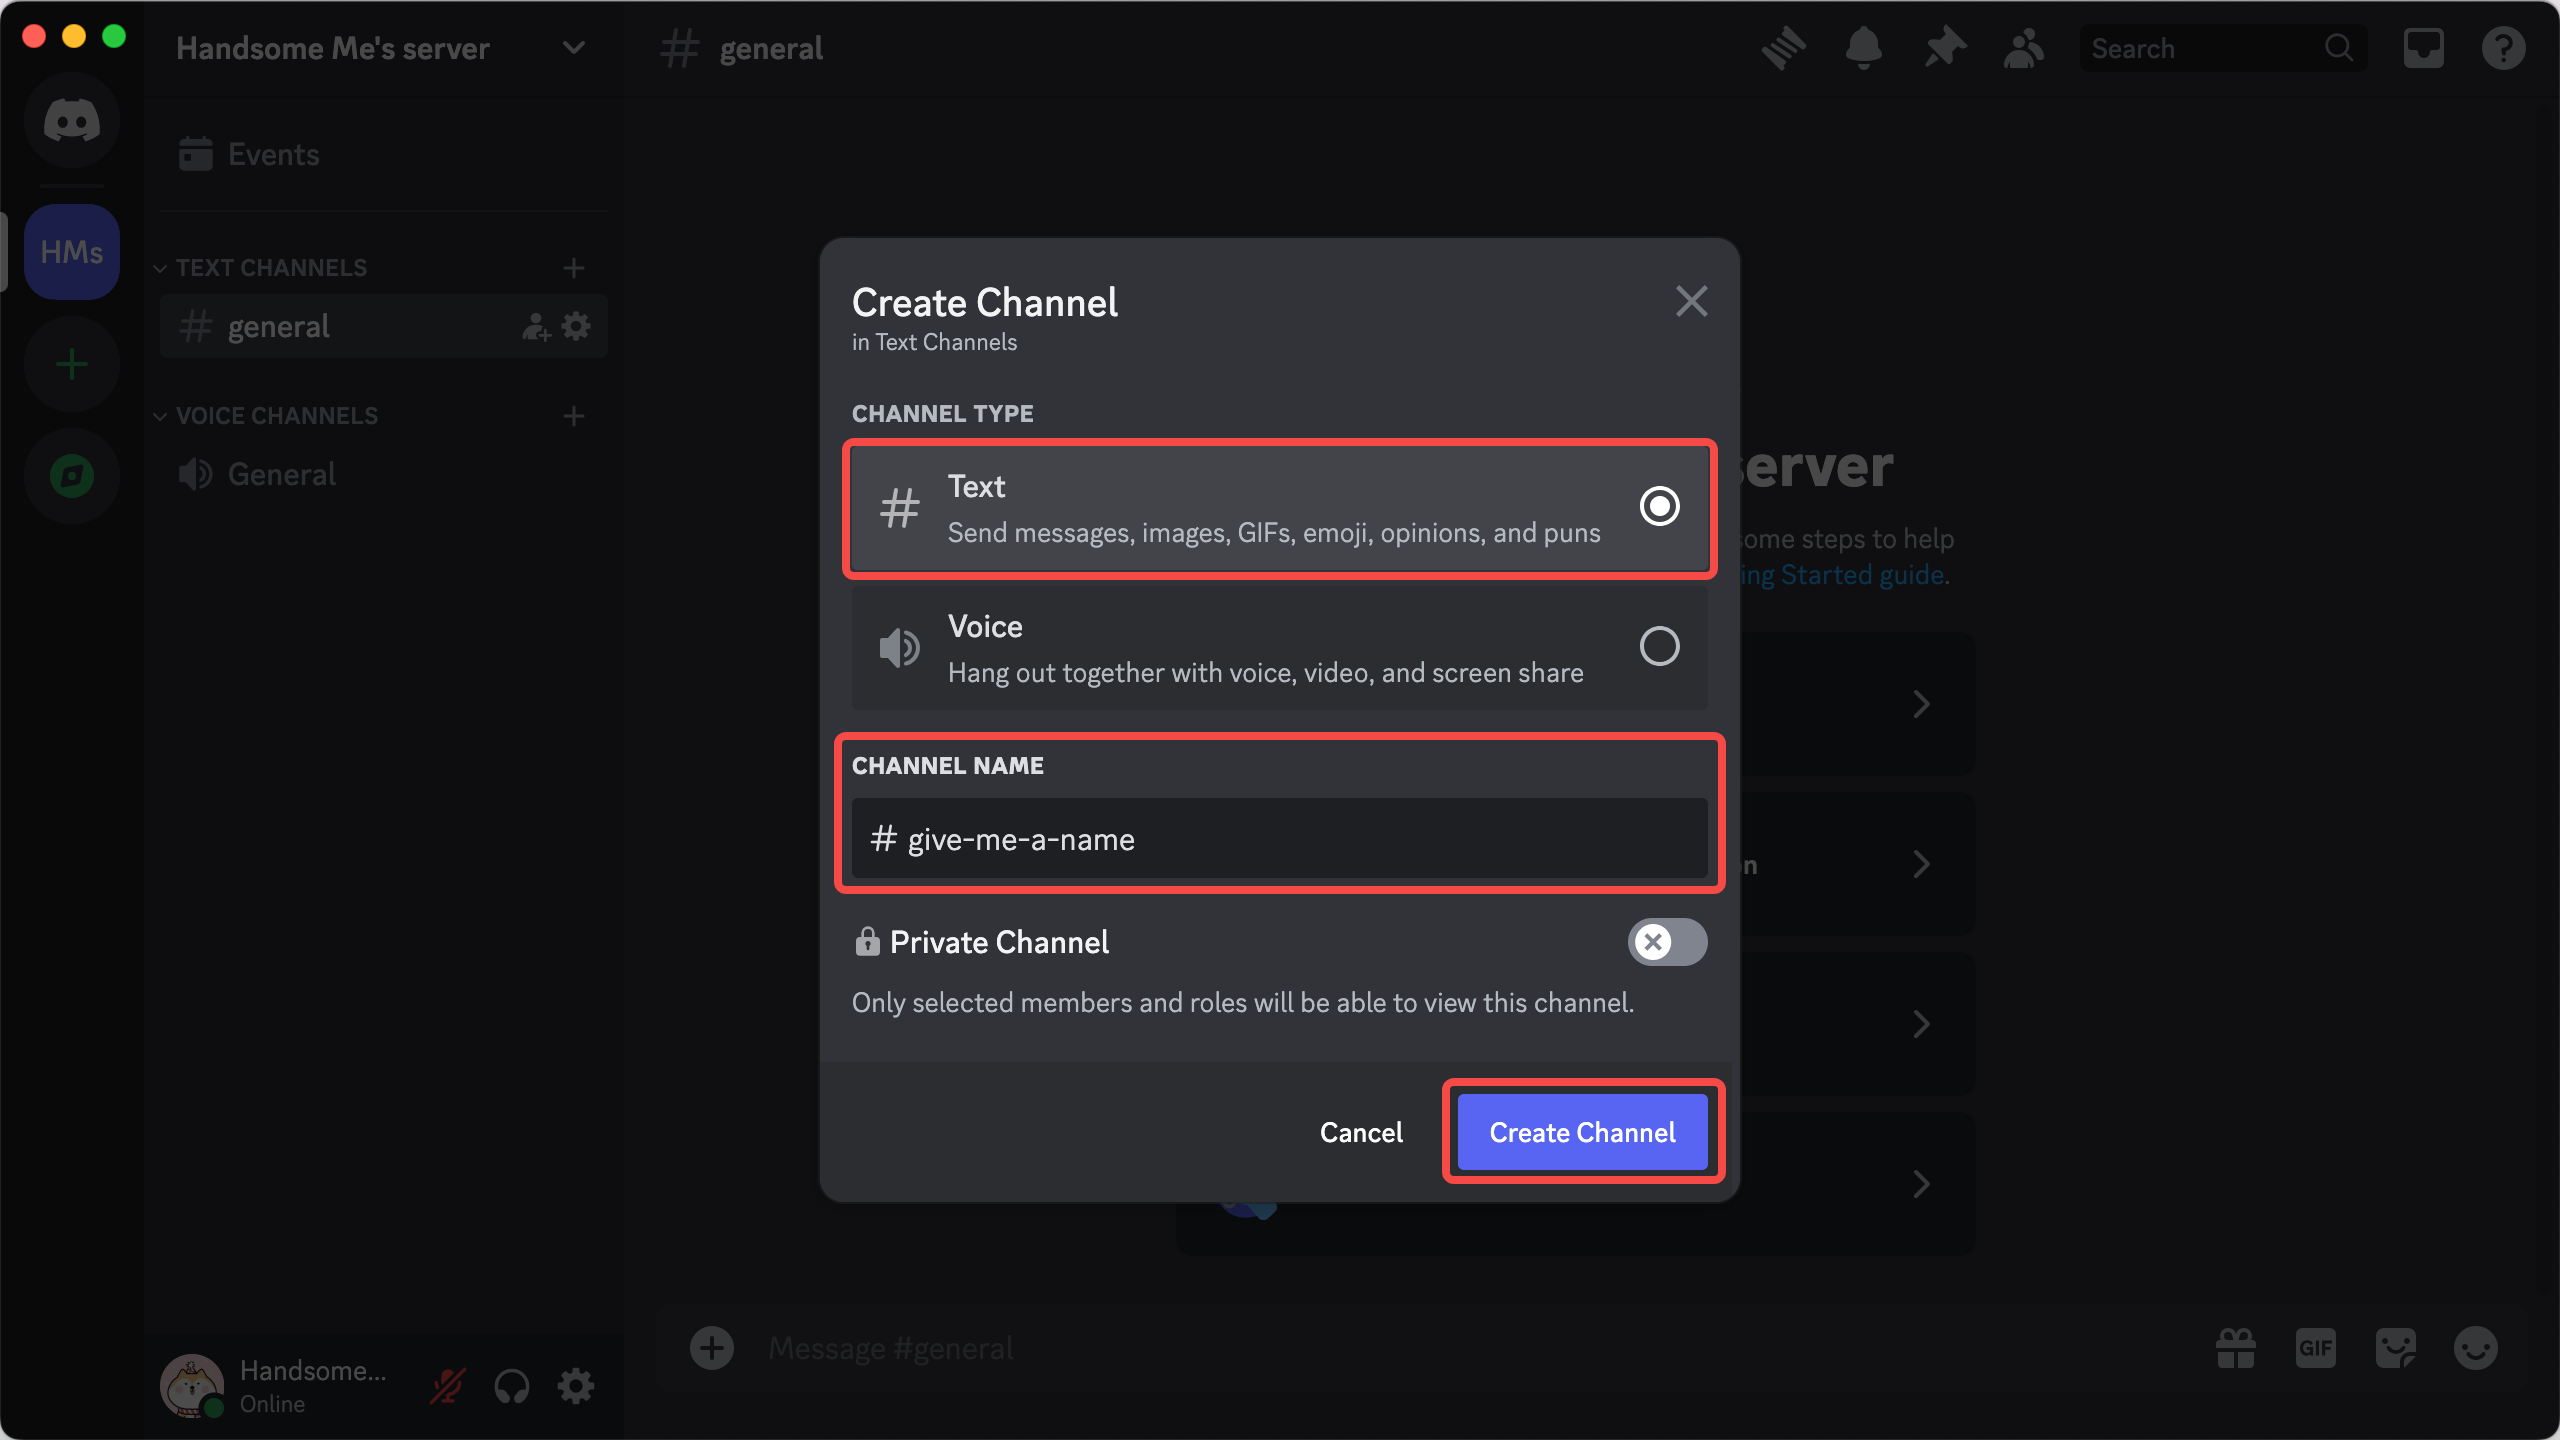 Handsome Me's server
general
Search
Events
HMs
TEXT CHANNELS
general
VOICE CHANNELS
General
Create Channel
in Text Channels
CHANNEL TYPE
Text
Send messages, images, GIFs, emoji, opinions, and puns
Voice
Hang out together with voice, video, and screen share
CHANNEL NAME
# give-me-a-name
Private Channel
Only selected members and roles will be able to view this channel.
Cancel
Create Channel
some steps to help
Started guide.
Message #general
GIF
Handsome...
Online